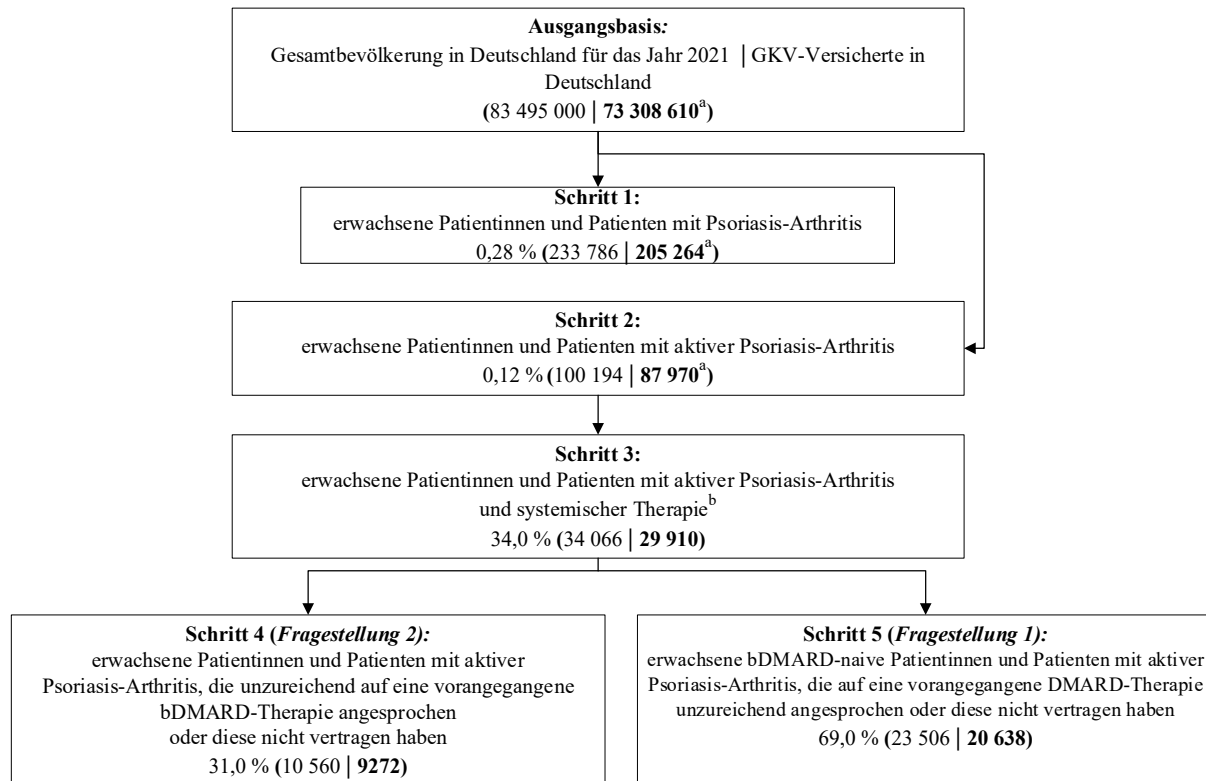 Ausgangsbasis:
Gesamtbevölkerung in Deutschland für das Jahr 2021 | GKV-Versicherte in
Deutschland
(83 495 000 | 73 308 610a)
Schritt 1:
erwachsene Patientinnen und Patienten mit Psoriasis-Arthritis
0,28 % (233 786 | 205 264a)
Schritt 2:
erwachsene Patientinnen und Patienten mit aktiver Psoriasis-Arthritis
0,12 % (100 194 | 87 970a)
Schritt 3:
erwachsene Patientinnen und Patienten mit aktiver Psoriasis-Arthritis
und systemischer Therapieb
34,0 % (34 066 | 29 910)
Schritt 4 (Fragestellung 2):
erwachsene Patientinnen und Patienten mit aktiver
Psoriasis-Arthritis, die unzureichend auf eine vorangegangene
bDMARD-Therapie angesprochen
oder diese nicht vertragen haben
31,0 % (10 560 | 9272)
Schritt 5 (Fragestellung 1):
erwachsene bDMARD-naive Patientinnen und Patienten mit aktiver
Psoriasis-Arthritis, die auf eine vorangegangene DMARD-Therapie
unzureichend angesprochen oder diese nicht vertragen haben
69,0 % (23 506 | 20 638)